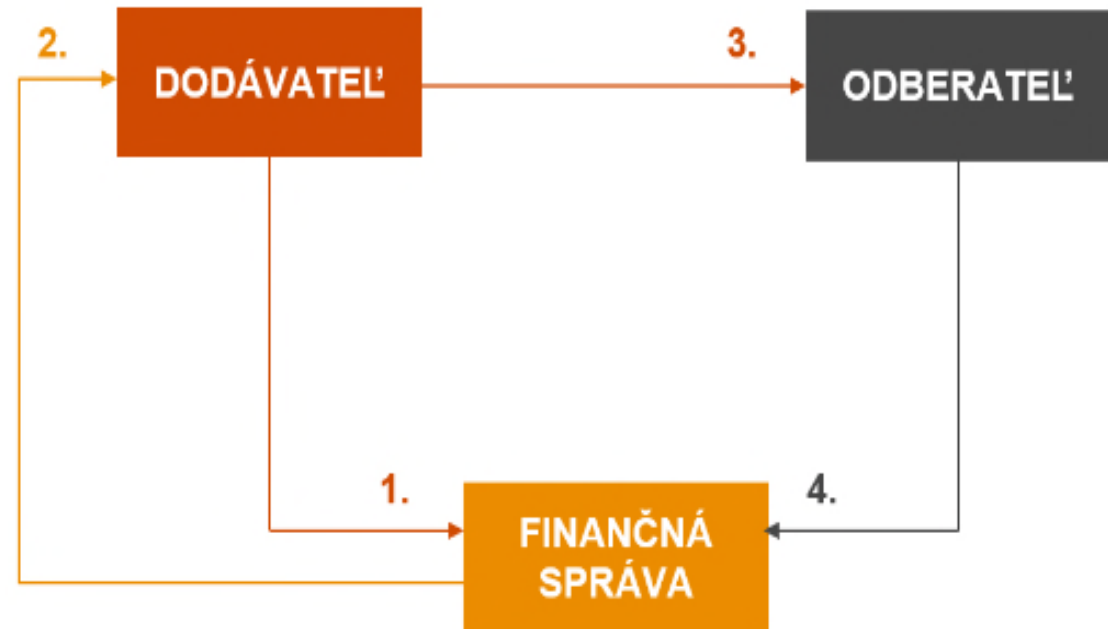 2.
DODÁVATEĽ
3.
ODBERATEĽ
1.
FINANČNÁ
SPRÁVA
4.